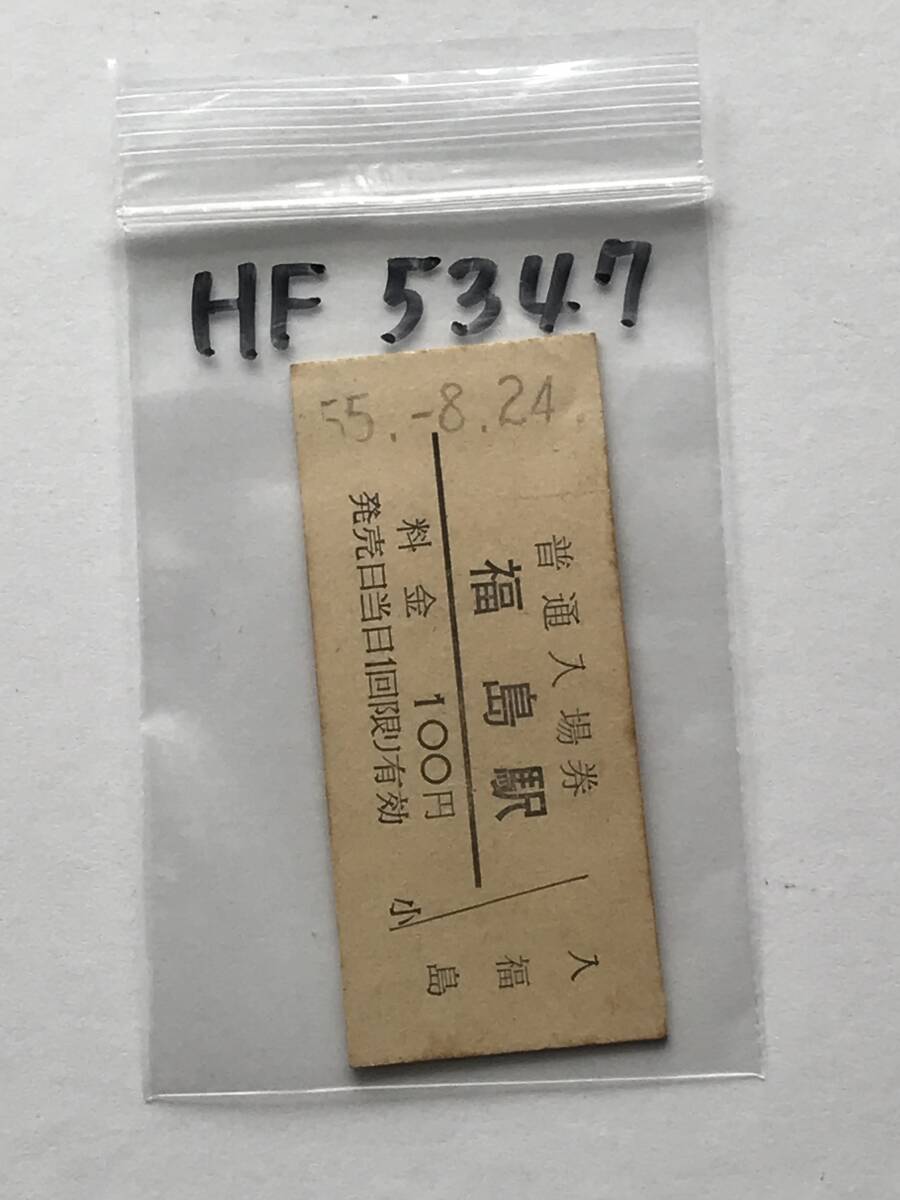 HF 5347
55.-8.24.
普通入場券
福島駅
料金 100円
発売日当日1回限り有効
小
入
福
島